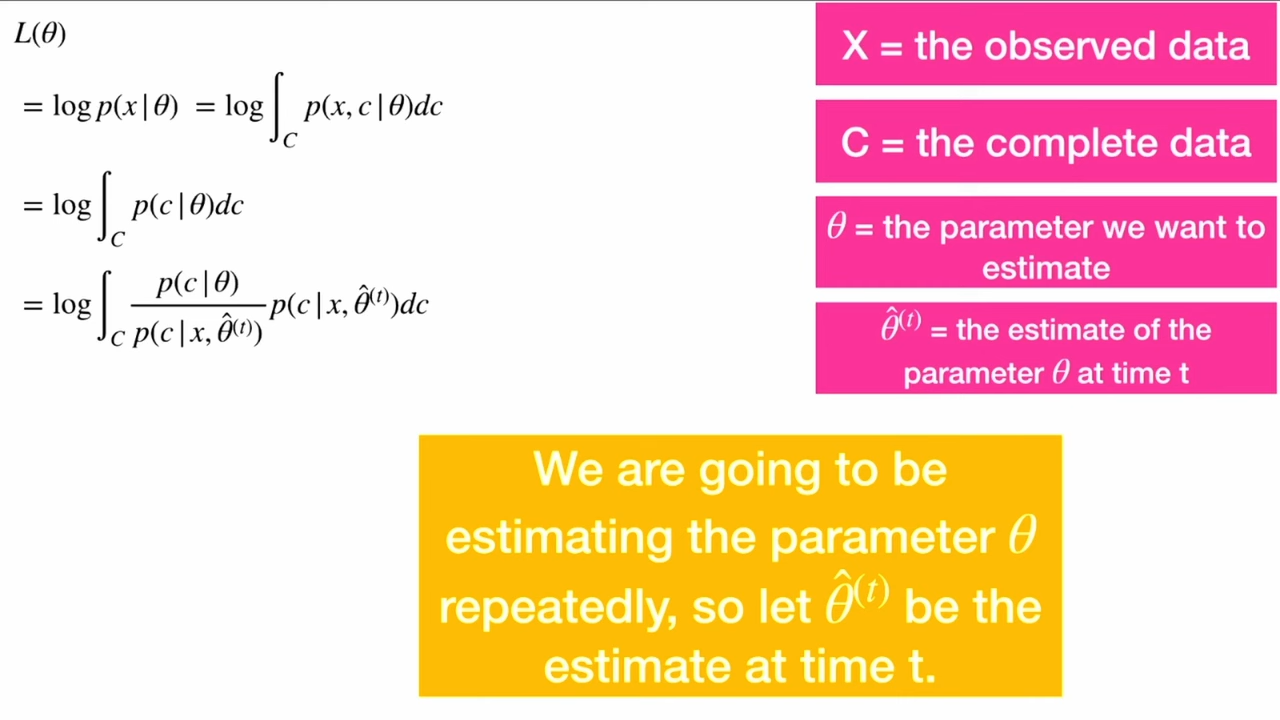 L(θ)
= log p(x|θ) = log ∫_C p(x, c|θ)dc
= log ∫_C p(c|θ)dc
= log ∫_C p(c|θ) / p(c|x, θ̂^(t)) p(c|x, θ̂^(t))dc
X = the observed data
C = the complete data
θ = the parameter we want to
estimate
θ̂^(t) = the estimate of the
parameter θ at time t
We are going to be
estimating the parameter θ
repeatedly, so let θ̂^(t) be the
estimate at time t.